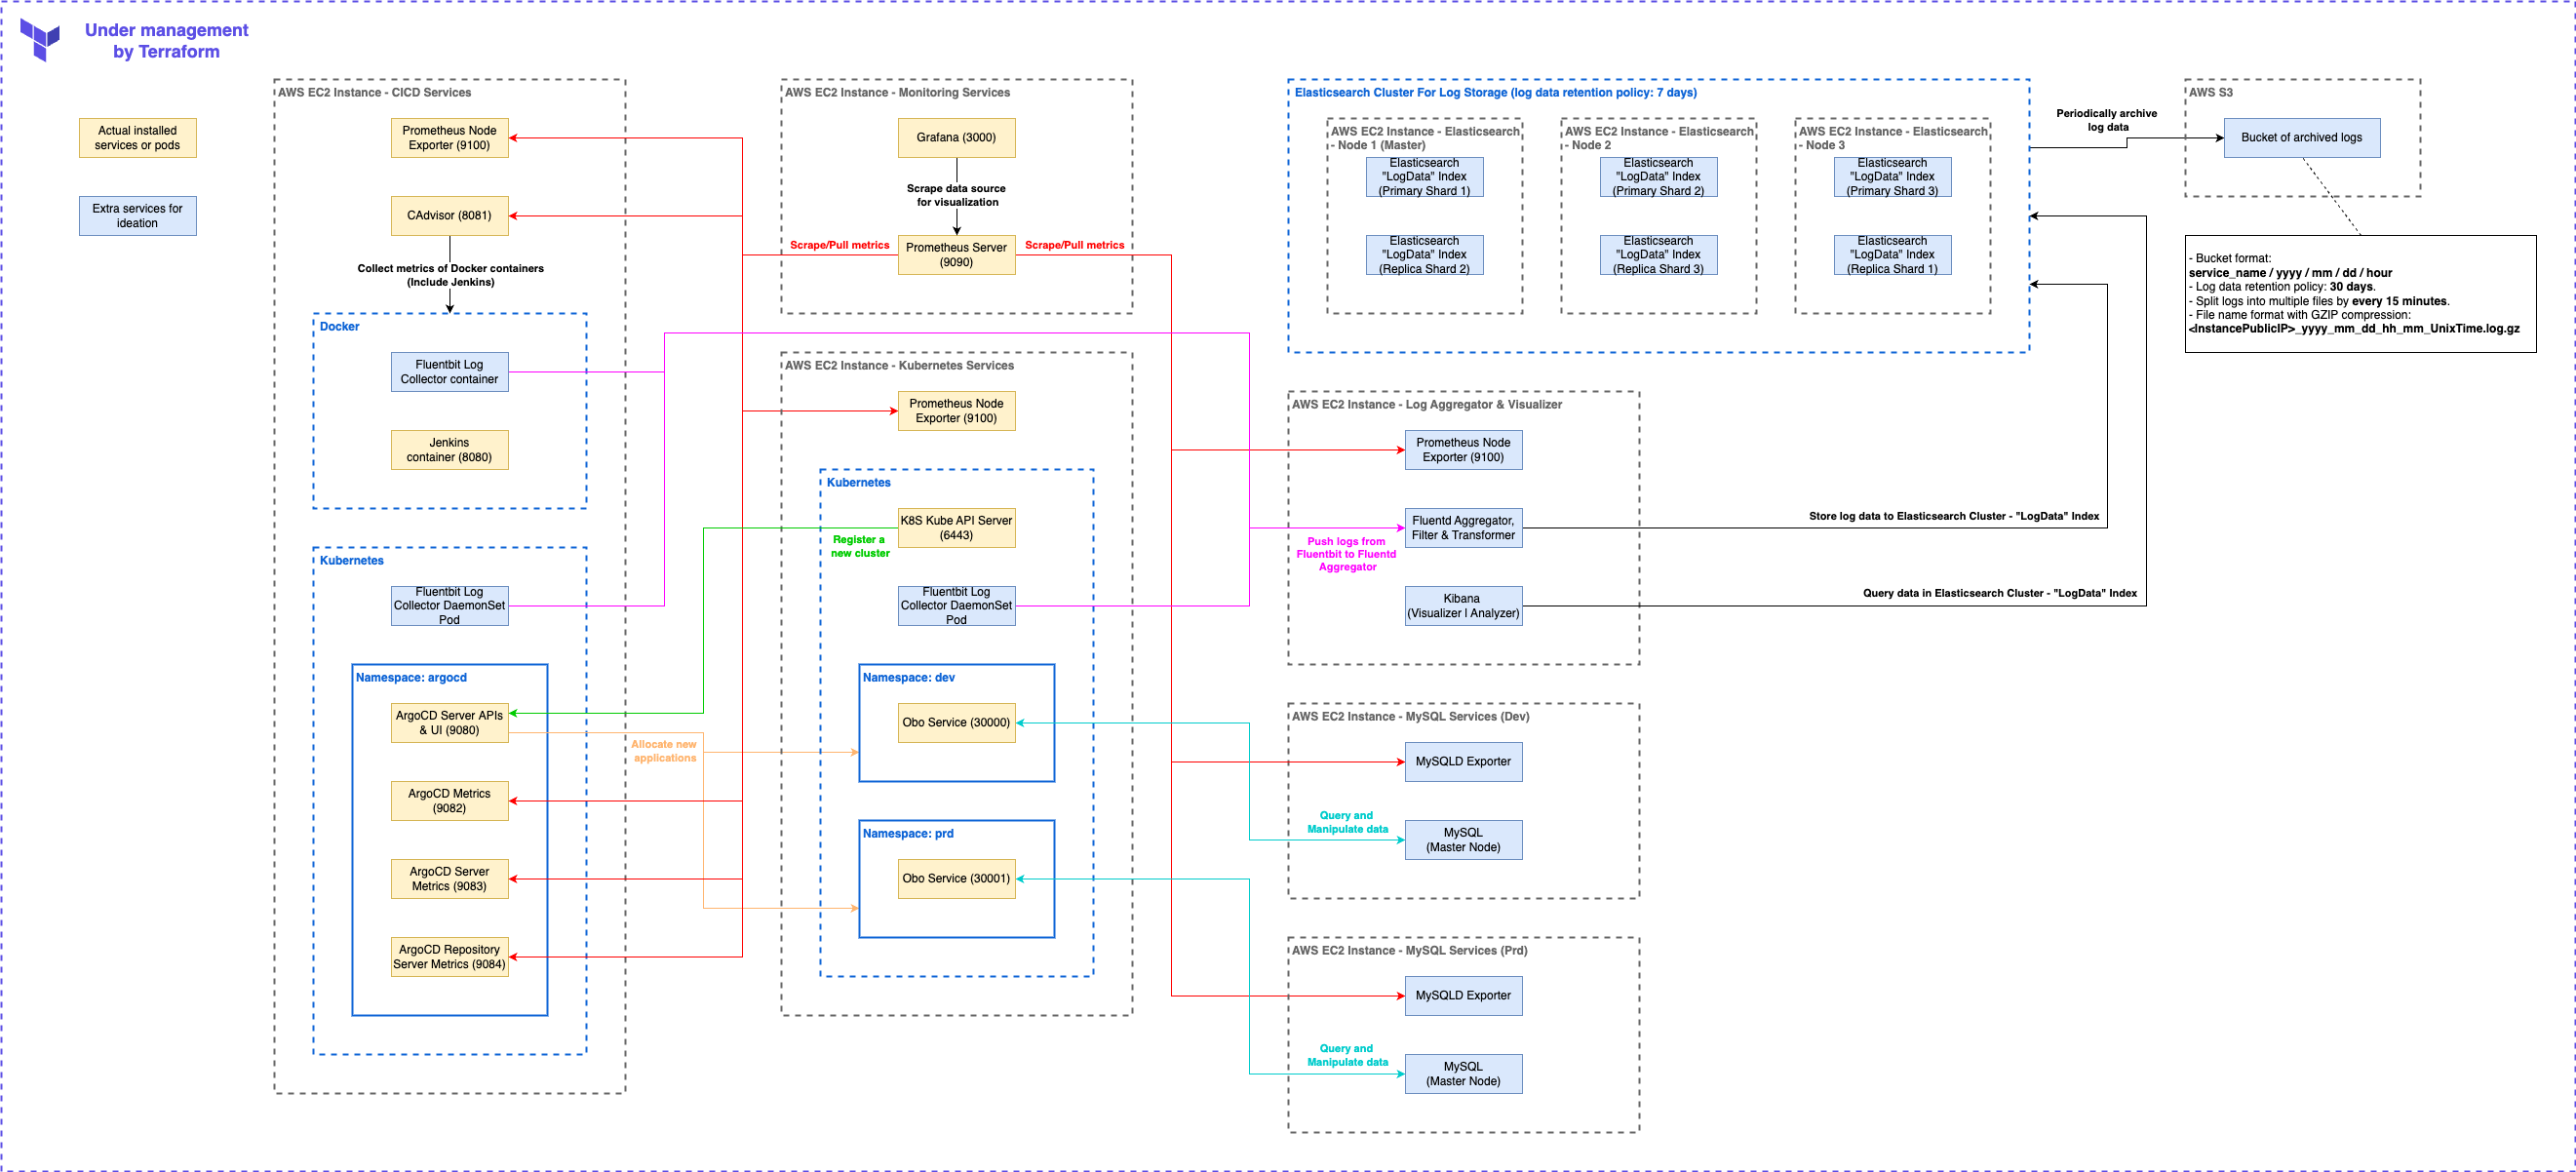 Under management
by Terraform
Actual installed
services or pods
Extra services for
ideation
AWS EC2 Instance - CICD Services
Prometheus Node
Exporter (9100)
CAdvisor (8081)
Collect metrics of Docker containers
(Include Jenkins)
Docker
Fluentbit Log
Collector container
Jenkins
container (8080)
Kubernetes
Fluentbit Log
Collector DaemonSet
Pod
Namespace: argocd
ArgoCD Server APIs
& UI (9080)
ArgoCD Metrics
(9082)
ArgoCD Server
Metrics (9083)
ArgoCD Repository
Server Metrics (9084)
AWS EC2 Instance - Monitoring Services
Grafana (3000)
Scrape data source
for visualization
Scrape/Pull metrics
Prometheus Server
(9090)
Scrape/Pull metrics
AWS EC2 Instance - Kubernetes Services
Prometheus Node
Exporter (9100)
Kubernetes
K8S Kube API Server
(6443)
Register a
new cluster
Fluentbit Log
Collector DaemonSet
Pod
Namespace: dev
Obo Service (30000)
Allocate new
applications
Namespace: prd
Obo Service (30001)
Elasticsearch Cluster For Log Storage (log data retention policy: 7 days)
AWS EC2 Instance - Elasticsearch
- Node 1 (Master)
Elasticsearch
"LogData" Index
(Primary Shard 1)
Elasticsearch
"LogData" Index
(Replica Shard 2)
AWS EC2 Instance - Elasticsearch
- Node 2
Elasticsearch
"LogData" Index
(Primary Shard 2)
Elasticsearch
"LogData" Index
(Replica Shard 3)
AWS EC2 Instance - Elasticsearch
- Node 3
Elasticsearch
"LogData" Index
(Primary Shard 3)
Elasticsearch
"LogData" Index
(Replica Shard 1)
Periodically archive
log data
AWS S3
Bucket of archived logs
- Bucket format:
service_name / yyyy / mm / dd / hour
- Log data retention policy: 30 days.
- Split logs into multiple files by every 15 minutes.
- File name format with GZIP compression:
<InstancePublicIP>_yyyy_mm_dd_hh_mm_UnixTime.log.gz
AWS EC2 Instance - Log Aggregator & Visualizer
Prometheus Node
Exporter (9100)
Fluentd Aggregator,
Filter & Transformer
Push logs from
Fluentbit to Fluentd
Aggregator
Store log data to Elasticsearch Cluster - "LogData" Index
Kibana
(Visualizer | Analyzer)
Query data in Elasticsearch Cluster - "LogData" Index
AWS EC2 Instance - MySQL Services (Dev)
MySQLD Exporter
Query and
Manipulate data
MySQL
(Master Node)
AWS EC2 Instance - MySQL Services (Prd)
MySQLD Exporter
Query and
Manipulate data
MySQL
(Master Node)